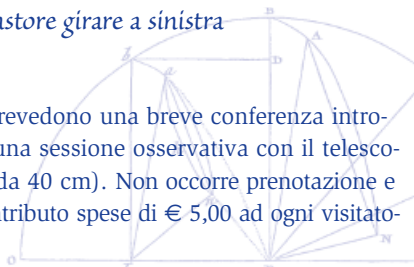 astore girare a sinistra
revedono una breve conferenza intro-
una sessione osservativa con il telesco-
da 40 cm). Non occorre prenotazione e
ntributo spese di € 5,00 ad ogni visitato-
B
A
b
a
D
N
O